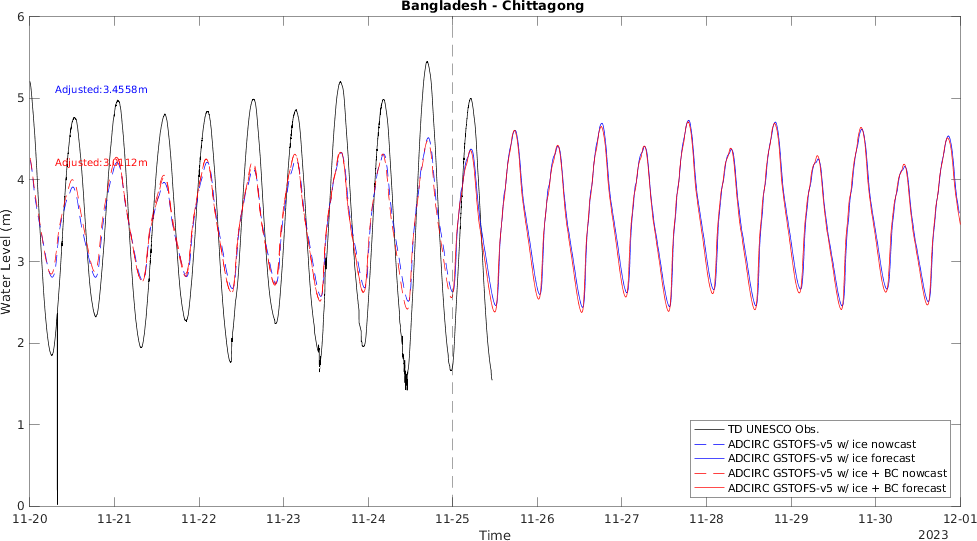 Bangladesh - Chittagong
6
5
4
3
2
1
0
Water Level (m)
Adjusted:3.4558m
11-20
11-21
11-22
11-23
11-24
11-25
11-26
11-27
11-28
11-29
11-30
12-01
Time
2023
TD UNESCO Obs.
ADCIRC GSTOFS-v5 w/ ice nowcast
ADCIRC GSTOFS-v5 w/ ice forecast
ADCIRC GSTOFS-v5 w/ ice + BC nowcast
ADCIRC GSTOFS-v5 w/ ice + BC forecast